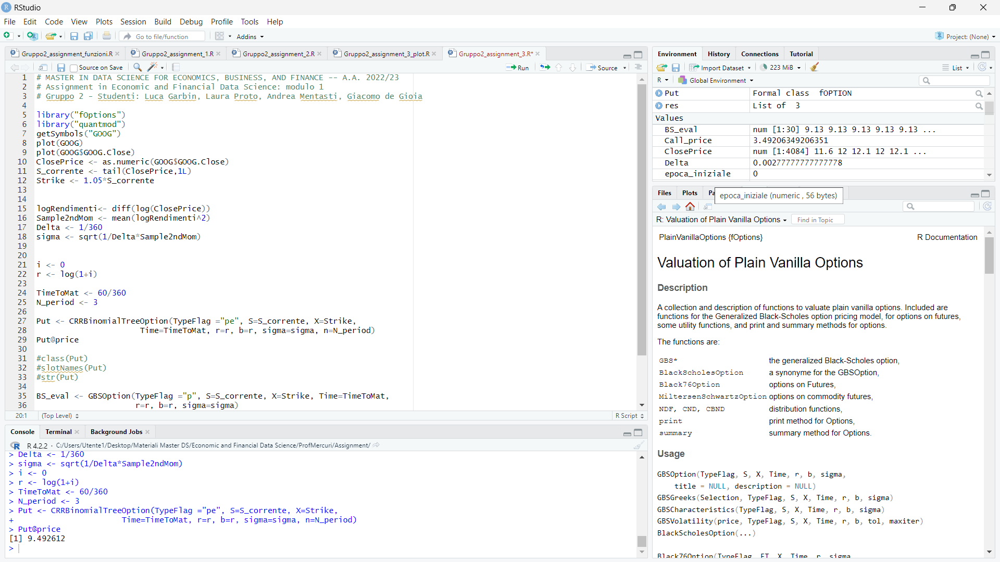 RStudio
File Edit Code View Plots Session Build Debug Profile Tools Help
Go to file/function Addins Project: (None)
Gruppo2_assignment_funzioni.R Gruppo2_assignment_1.R Gruppo2_assignment_2.R Gruppo2_assignment_3_plot.R Gruppo2_assignment_3.R*
Source on Save Run Source
1 # MASTER IN DATA SCIENCE FOR ECONOMICS, BUSINESS, AND FINANCE -- A.A. 2022/23
2 # Assignment in Economic and Financial Data Science: modulo 1
3 # Gruppo 2 - Studenti: Luca Garbin, Laura Proto, Andrea Mentasti, Giacomo de Gioia
4
5 library("fOptions")
6 library("quantmod")
7 getSymbols("GOOG")
8 plot(GOOG)
9 plot(GOOG$GOOG.Close)
10 ClosePrice <- as.numeric(GOOG$GOOG.Close)
11 S_corrente <- tail(ClosePrice,1L)
12 Strike <- 1.05*S_corrente
13
14
15 logRendimenti<- diff(log(ClosePrice))
16 Sample2ndMom <- mean(logRendimenti^2)
17 Delta <- 1/360
18 sigma <- sqrt(1/Delta*Sample2ndMom)
19
20
21 i <- 0
22 r <- log(1+i)
23
24 TimeToMat <- 60/360
25 N_period <- 3
26
27 Put <- CRRBinomialTreeOption(TypeFlag ="pe", S=S_corrente, X=Strike,
28 Time=TimeToMat, r=r, b=r, sigma=sigma, n=N_period)
29 Put@price
30
31 #class(Put)
32 #slotNames(Put)
33 #str(Put)
34
35 BS_eval <- GBSOption(TypeFlag ="p", S=S_corrente, X=Strike, Time=TimeToMat,
36 r=r, b=r, sigma=sigma)
20:1 (Top Level) R Script
Console Terminal Background Jobs
R 4.2.2 · C:/Users/Utente1/Desktop/Materiali Master DS/Economic and Financial Data Science/ProfMercuri/Assignment/
> Delta <- 1/360
> sigma <- sqrt(1/Delta*Sample2ndMom)
> i <- 0
> r <- log(1+i)
> TimeToMat <- 60/360
> N_period <- 3
> Put <- CRRBinomialTreeOption(TypeFlag ="pe", S=S_corrente, X=Strike,
+ Time=TimeToMat, r=r, b=r, sigma=sigma, n=N_period)
> Put@price
[1] 9.492612
>
Environment History Connections Tutorial
Import Dataset 223 MiB List
R Global Environment
Put Formal class fOPTION
res List of 3
Values
BS_eval num [1:30] 9.13 9.13 9.13 9.13 9.13 ...
Call_price 3.49206349206351
ClosePrice num [1:4084] 11.6 12 12.1 12 12.1 ...
Delta 0.00277777777777778
epoca_iniziale 0
Files Plots Pa
epoca_iniziale (numeric , 56 bytes)
R: Valuation of Plain Vanilla Options Find in Topic
PlainVanillaOptions {fOptions} R Documentation
Valuation of Plain Vanilla Options
Description
A collection and description of functions to valuate plain vanilla options. Included are
functions for the Generalized Black-Scholes option pricing model, for options on futures,
some utility functions, and print and summary methods for options.
The functions are:
GBS* the generalized Black-Scholes option,
BlackScholesOption a synonyme for the GBSOption,
Black76Option options on Futures,
MiltersenSchwartzOption options on commodity futures,
NDF, CND, CBND distribution functions,
print print method for Options,
summary summary method for Options.
Usage
GBSOption(TypeFlag, S, X, Time, r, b, sigma,
title = NULL, description = NULL)
GBSGreeks(Selection, TypeFlag, S, X, Time, r, b, sigma)
GBSCharacteristics(TypeFlag, S, X, Time, r, b, sigma)
GBSVolatility(price, TypeFlag, S, X, Time, r, b, tol, maxiter)
BlackScholesOption(...)
Black76Option(TypeFlag, FT, X, Time, r, sigma,